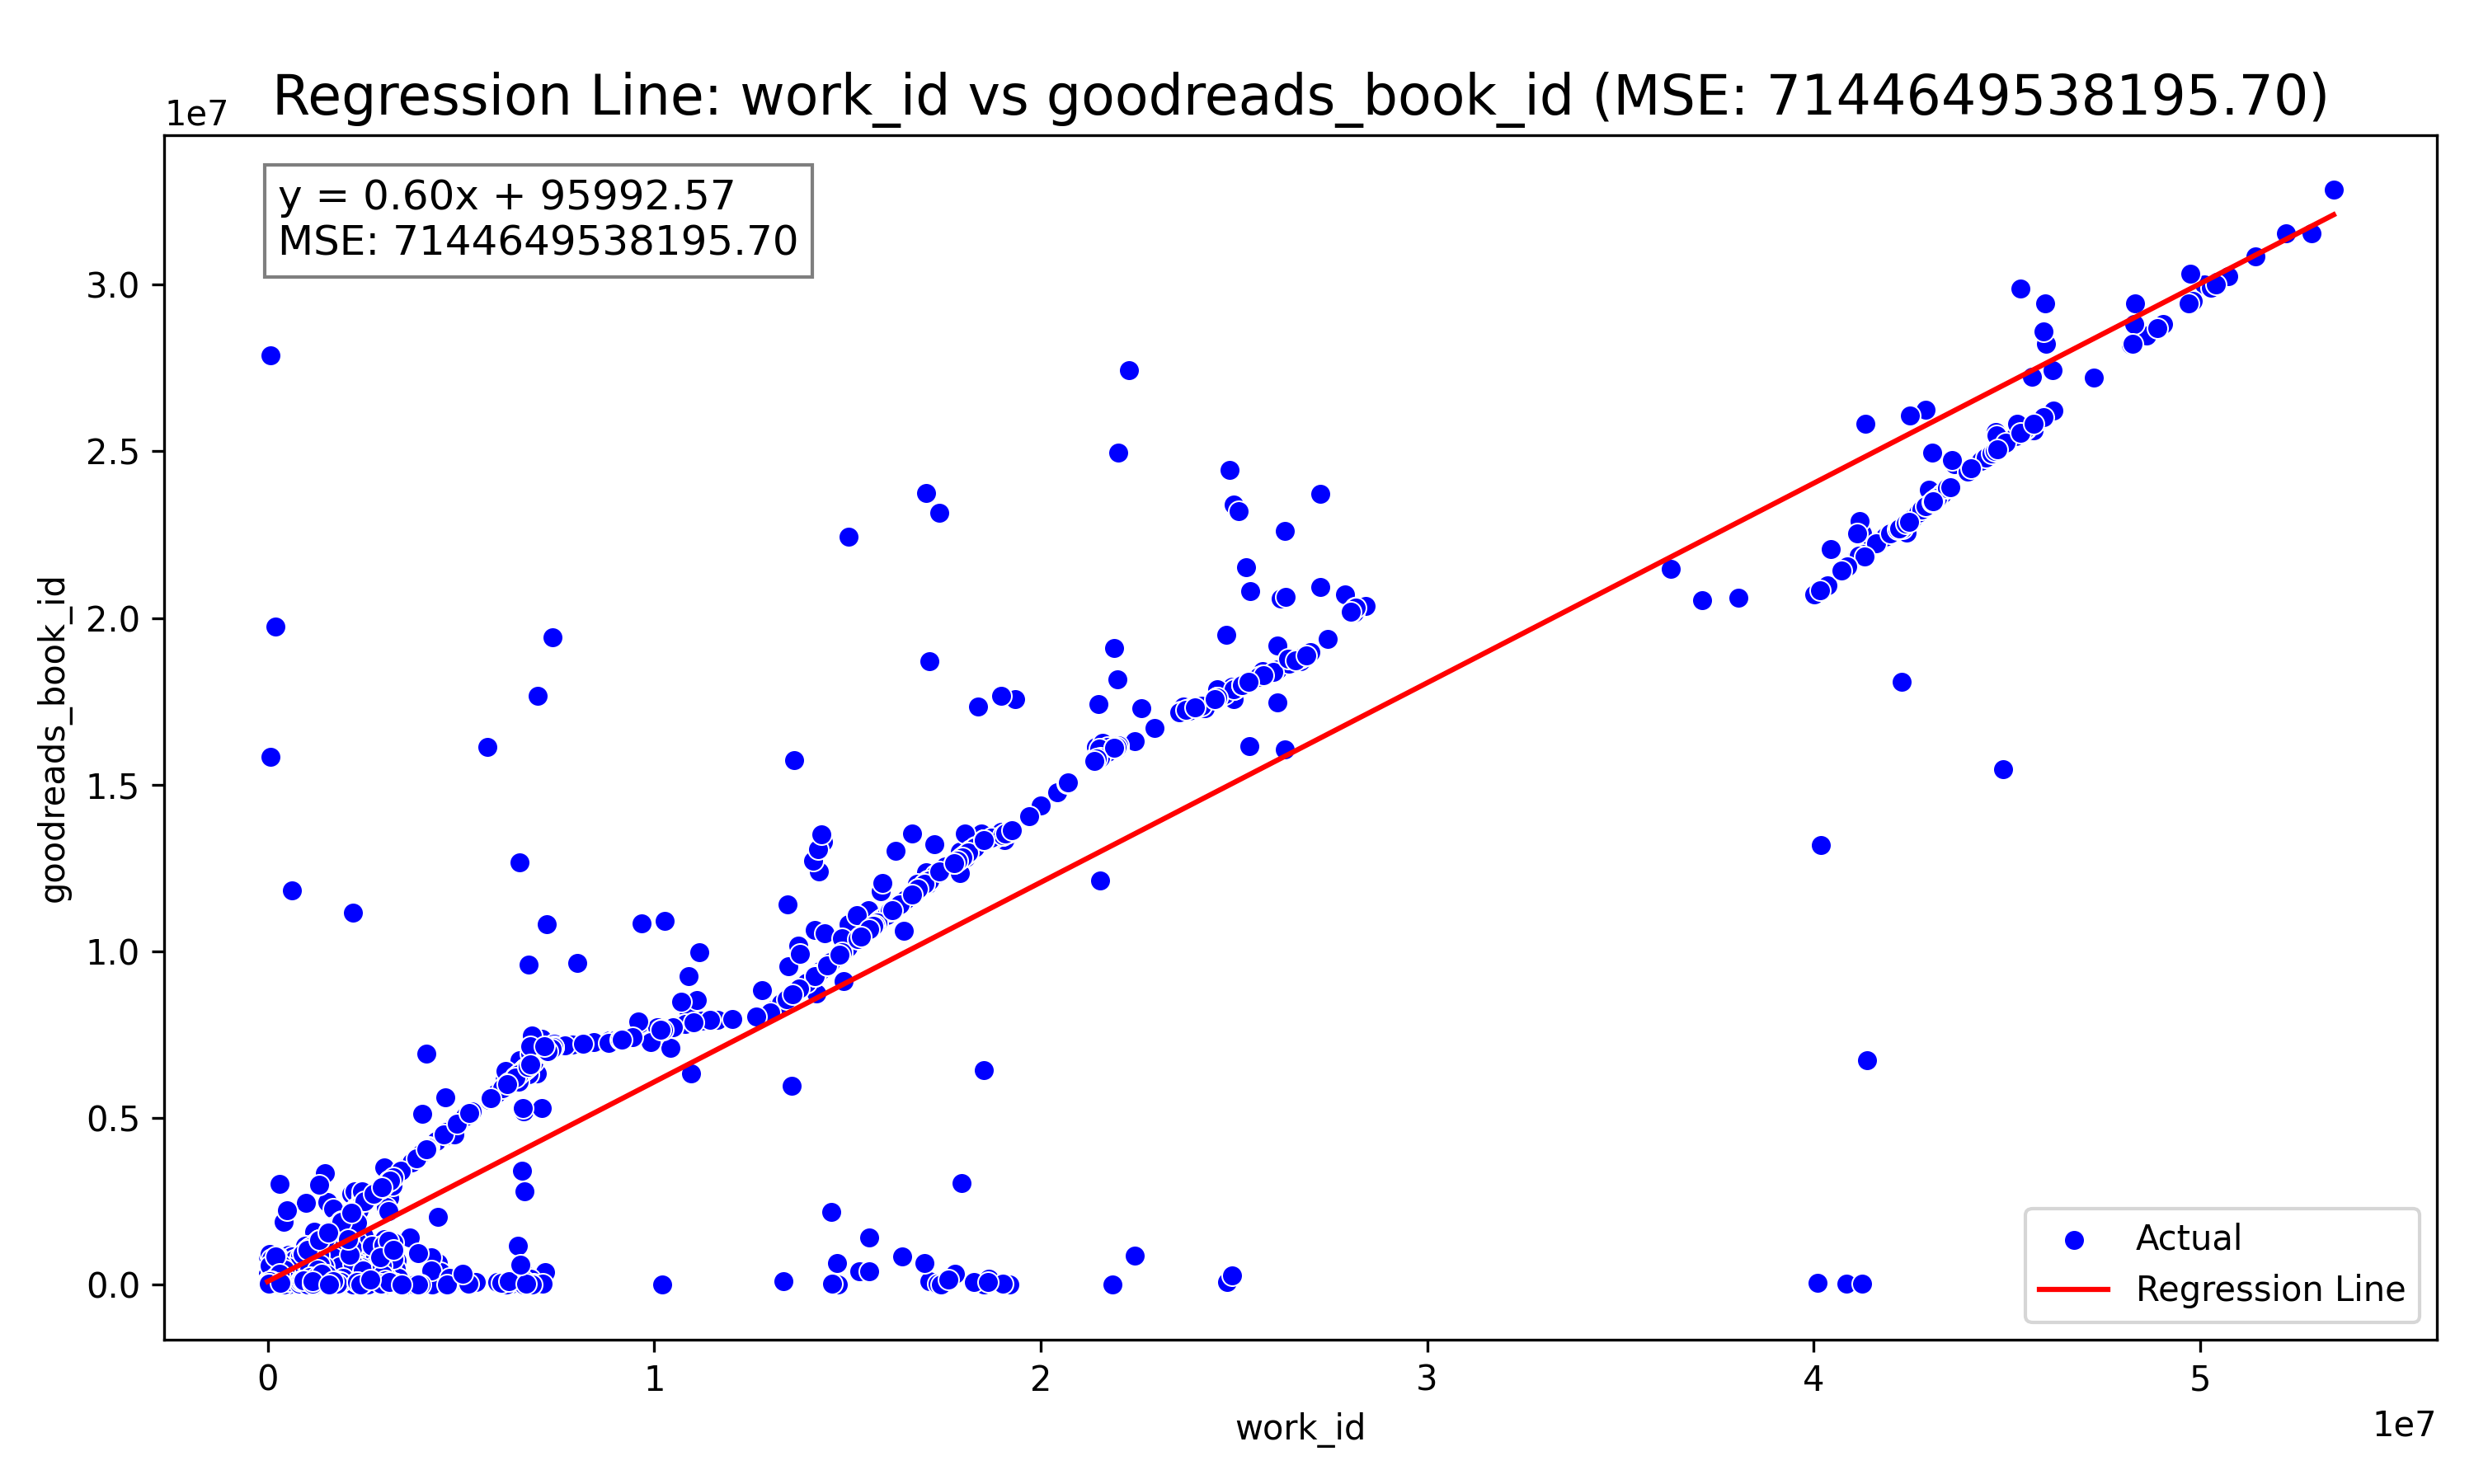 Regression Line: work_id vs goodreads_book_id (MSE: 7144649538195.70)
1e7
y = 0.60x + 95992.57
MSE: 7144649538195.70
3.0
2.5
2.0
1.5
1.0
0.5
0.0
goodreads_book_id
Actual
Regression Line
0 1 2 3 4 5
work_id
1e7